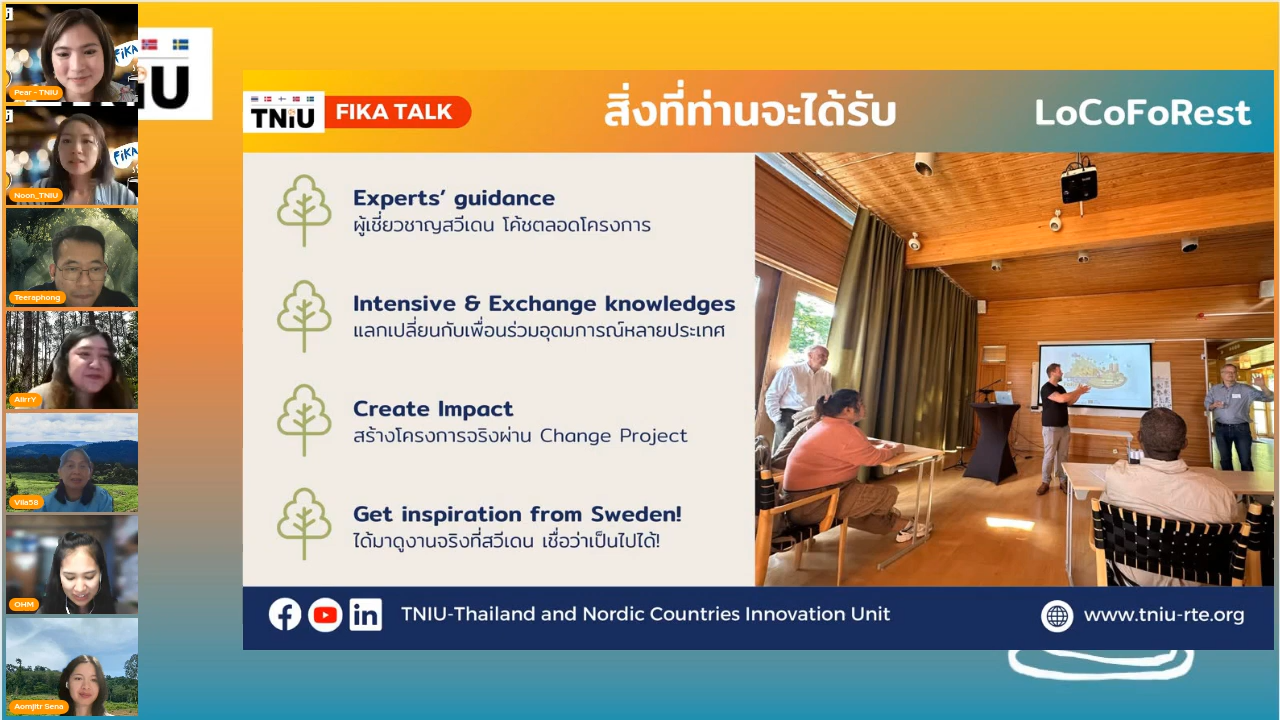 Pear - TNIU
Noon_TNIU
Teeraphong
AlirrY
Vila58
OHM
Aomjitr Sena
FiKA
FiKA
TNiU
FIKA TALK
สิ่งที่ท่านจะได้รับ
LoCoFoRest
Experts’ guidance
ผู้เชี่ยวชาญสวีเดน โค้ชตลอดโครงการ
Intensive & Exchange knowledges
แลกเปลี่ยนกับเพื่อนร่วมอุดมการณ์หลายประเทศ
Create Impact
สร้างโครงการจริงผ่าน Change Project
Get inspiration from Sweden!
ได้มาดูงานจริงที่สวีเดน เชื่อว่าเป็นไปได้!
TNIU-Thailand and Nordic Countries Innovation Unit
www.tniu-rte.org